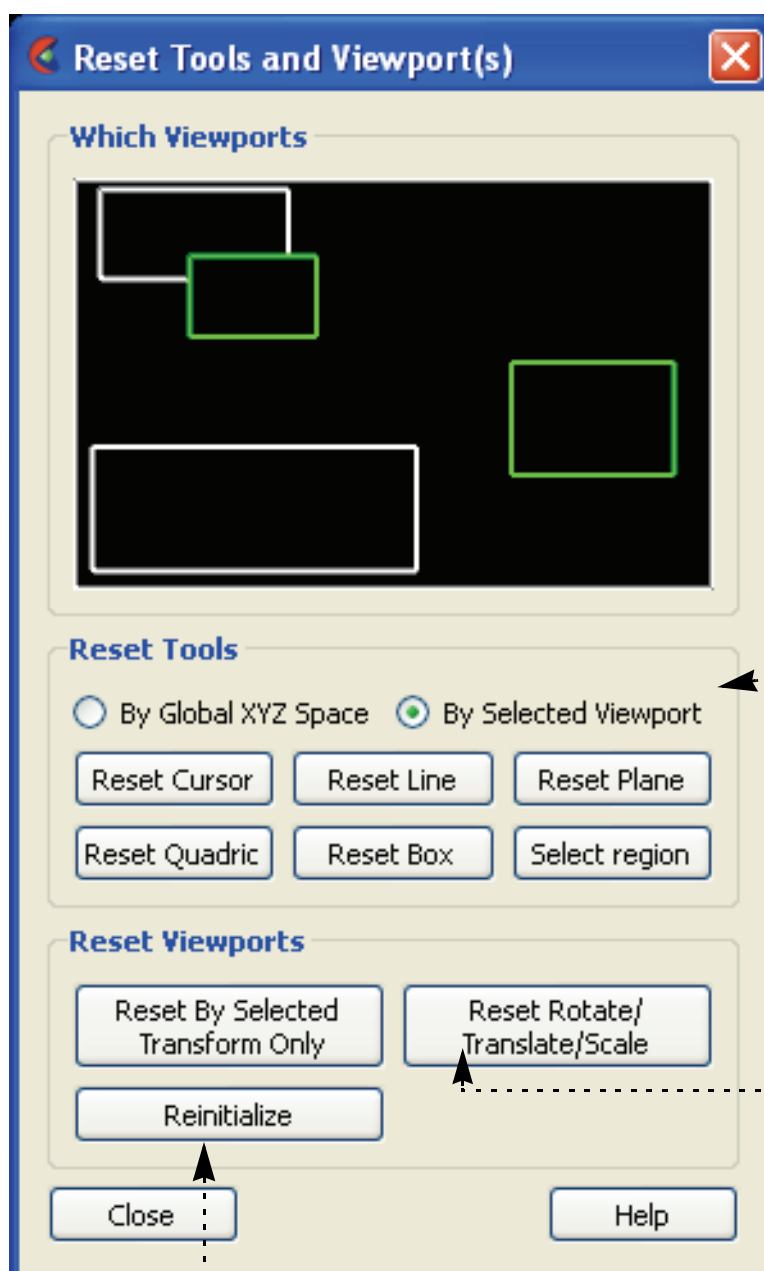 Reset Tools and Viewport(s)
Which Viewports
Reset Tools
By Global XYZ Space By Selected Viewport
Reset Cursor Reset Line Reset Plane
Reset Quadric Reset Box Select region
Reset Viewports
Reset By Selected
Transform Only
Reset Rotate/
Translate/Scale
Reinitialize
Close Help